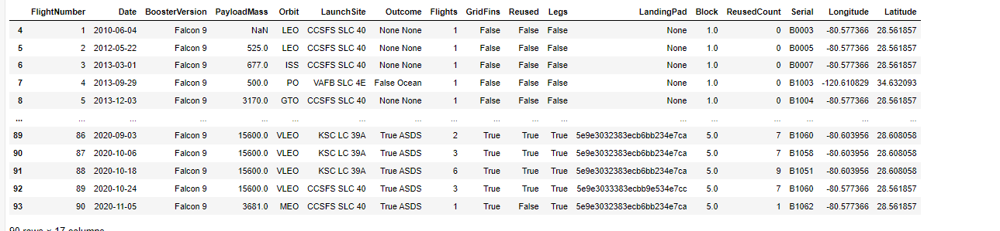 FlightNumber Date BoosterVersion PayloadMass Orbit LaunchSite Outcome Flights GridFins Reused Legs LandingPad Block ReusedCount Serial Longitude Latitude
4 1 2010-06-04 Falcon 9 NaN LEO CCSFS SLC 40 None None 1 False False False None 1.0 0 B0003 -80.577366 28.561857
5 2 2012-05-22 Falcon 9 525.0 LEO CCSFS SLC 40 None None 1 False False False None 1.0 0 B0005 -80.577366 28.561857
6 3 2013-03-01 Falcon 9 677.0 ISS CCSFS SLC 40 None None 1 False False False None 1.0 0 B0007 -80.577366 28.561857
7 4 2013-09-29 Falcon 9 500.0 PO VAFB SLC 4E False Ocean 1 False False False None 1.0 0 B1003 -120.610829 34.632093
8 5 2013-12-03 Falcon 9 3170.0 GTO CCSFS SLC 40 None None 1 False False False None 1.0 0 B1004 -80.577366 28.561857
... ... ... ... ... ... ... ... ... ... ... ... ... ... ... ... ... ...
89 86 2020-09-03 Falcon 9 15600.0 VLEO KSC LC 39A True ASDS 2 True True True 5e9e3032383ecb6bb234e7ca 5.0 7 B1060 -80.603956 28.608058
90 87 2020-10-06 Falcon 9 15600.0 VLEO KSC LC 39A True ASDS 3 True True True 5e9e3032383ecb6bb234e7ca 5.0 7 B1058 -80.603956 28.608058
91 88 2020-10-18 Falcon 9 15600.0 VLEO KSC LC 39A True ASDS 6 True True True 5e9e3032383ecb6bb234e7ca 5.0 9 B1051 -80.603956 28.608058
92 89 2020-10-24 Falcon 9 15600.0 VLEO CCSFS SLC 40 True ASDS 3 True True True 5e9e3033383ecbb9e534e7cc 5.0 7 B1060 -80.577366 28.561857
93 90 2020-11-05 Falcon 9 3681.0 MEO CCSFS SLC 40 True ASDS 1 True False True 5e9e3032383ecb6bb234e7ca 5.0 1 B1062 -80.577366 28.561857
90 rows × 17 columns